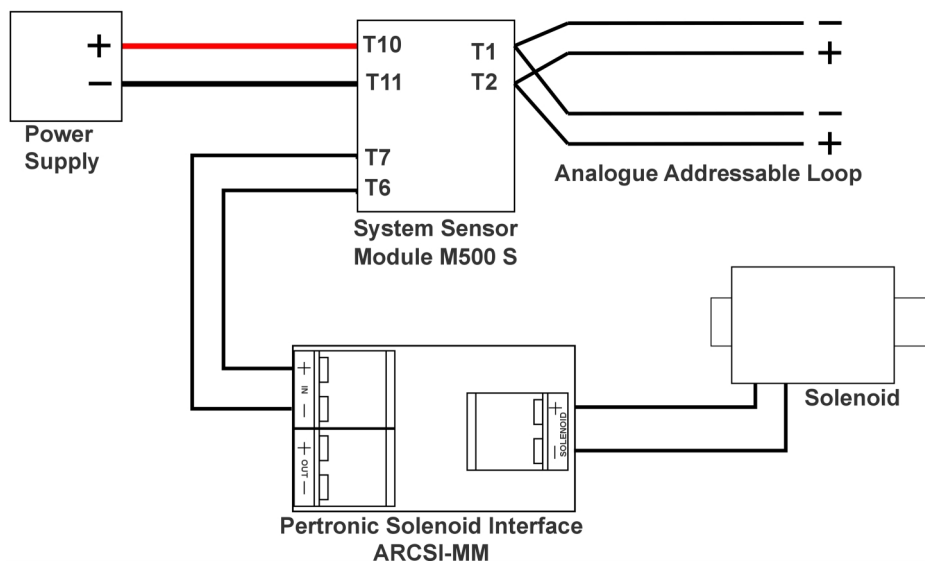 +
−
Power
Supply
T10
T11
T7
T6
T1
T2
System Sensor
Module M500 S
−
+
−
+
Analogue Addressable Loop
Solenoid
+
IN
−
+
OUT
−
+
−
SOLENOID
Pertronic Solenoid Interface
ARCSI-MM